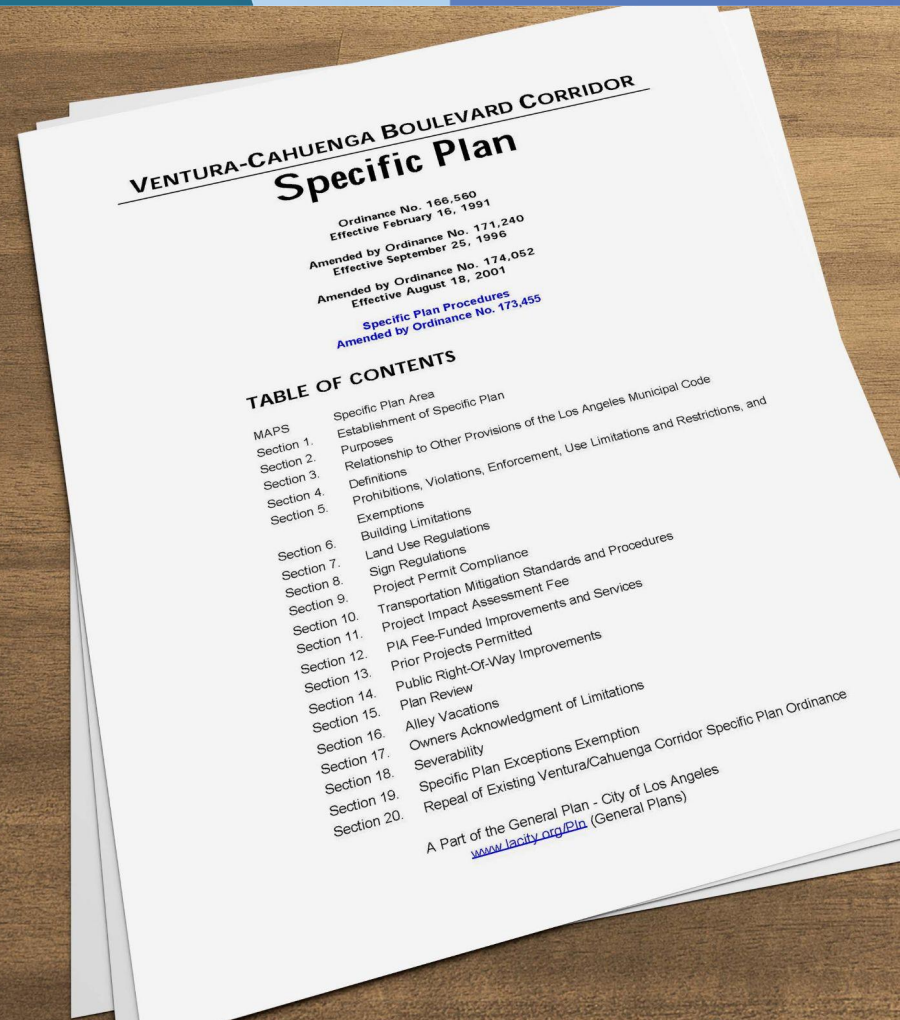 VENTURA-CAHUENGA BOULEVARD CORRIDOR
Specific Plan
Ordinance No. 166,560
Effective February 16, 1991
Amended by Ordinance No. 171,240
Effective September 25, 1996
Amended by Ordinance No. 174,052
Effective August 18, 2001
Specific Plan Procedures
Amended by Ordinance No. 173,455
TABLE OF CONTENTS
MAPS Specific Plan Area
Section 1. Establishment of Specific Plan
Section 2. Purposes
Section 3. Relationship to Other Provisions of the Los Angeles Municipal Code
Section 4. Definitions
Section 5. Prohibitions, Violations, Enforcement, Use Limitations and Restrictions, and
Exemptions
Section 6. Building Limitations
Section 7. Land Use Regulations
Section 8. Sign Regulations
Section 9. Project Permit Compliance
Section 10. Transportation Mitigation Standards and Procedures
Section 11. Project Impact Assessment Fee
Section 12. PIA Fee-Funded Improvements and Services
Section 13. Prior Projects Permitted
Section 14. Public Right-Of-Way Improvements
Section 15. Plan Review
Section 16. Alley Vacations
Section 17. Owners Acknowledgment of Limitations
Section 18. Severability
Section 19. Specific Plan Exceptions Exemption
Section 20. Repeal of Existing Ventura/Cahuenga Corridor Specific Plan Ordinance
A Part of the General Plan - City of Los Angeles
www.lacity.org/Pln (General Plans)